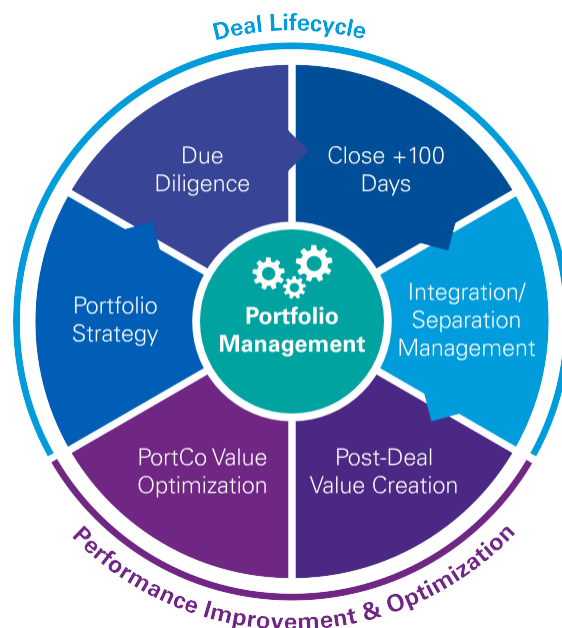 Deal Lifecycle
Due
Diligence
Close +100
Days
Portfolio
Strategy
Portfolio
Management
Integration/
Separation
Management
PortCo Value
Optimization
Post-Deal
Value Creation
Performance Improvement & Optimization